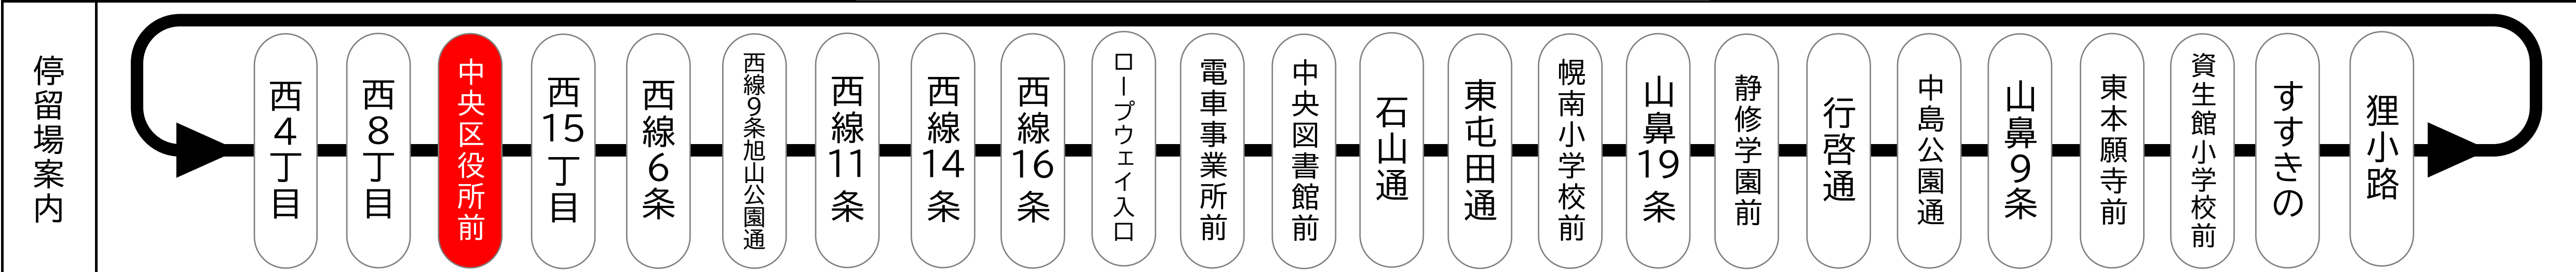 停留場案内
西4丁目
西8丁目
中央区役所前
西15丁目
西線6条
西線9条旭山公園通
西線11条
西線14条
西線16条
ロープウェイ入口
電車事業所前
中央図書館前
石山通
東屯田通
幌南小学校前
山鼻19条
静修学園前
行啓通
中島公園通
山鼻9条
東本願寺前
資生館小学校前
すすきの
狸小路